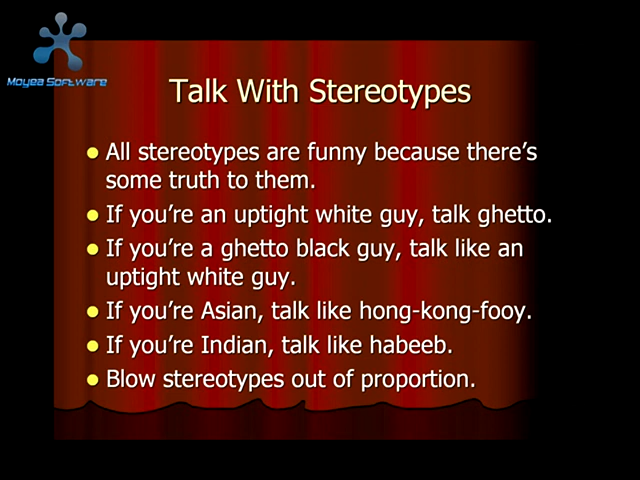 Moyea Software
Talk With Stereotypes
All stereotypes are funny because there's
some truth to them.
If you're an uptight white guy, talk ghetto.
If you're a ghetto black guy, talk like an
uptight white guy.
If you're Asian, talk like hong-kong-fooy.
If you're Indian, talk like habeeb.
Blow stereotypes out of proportion.